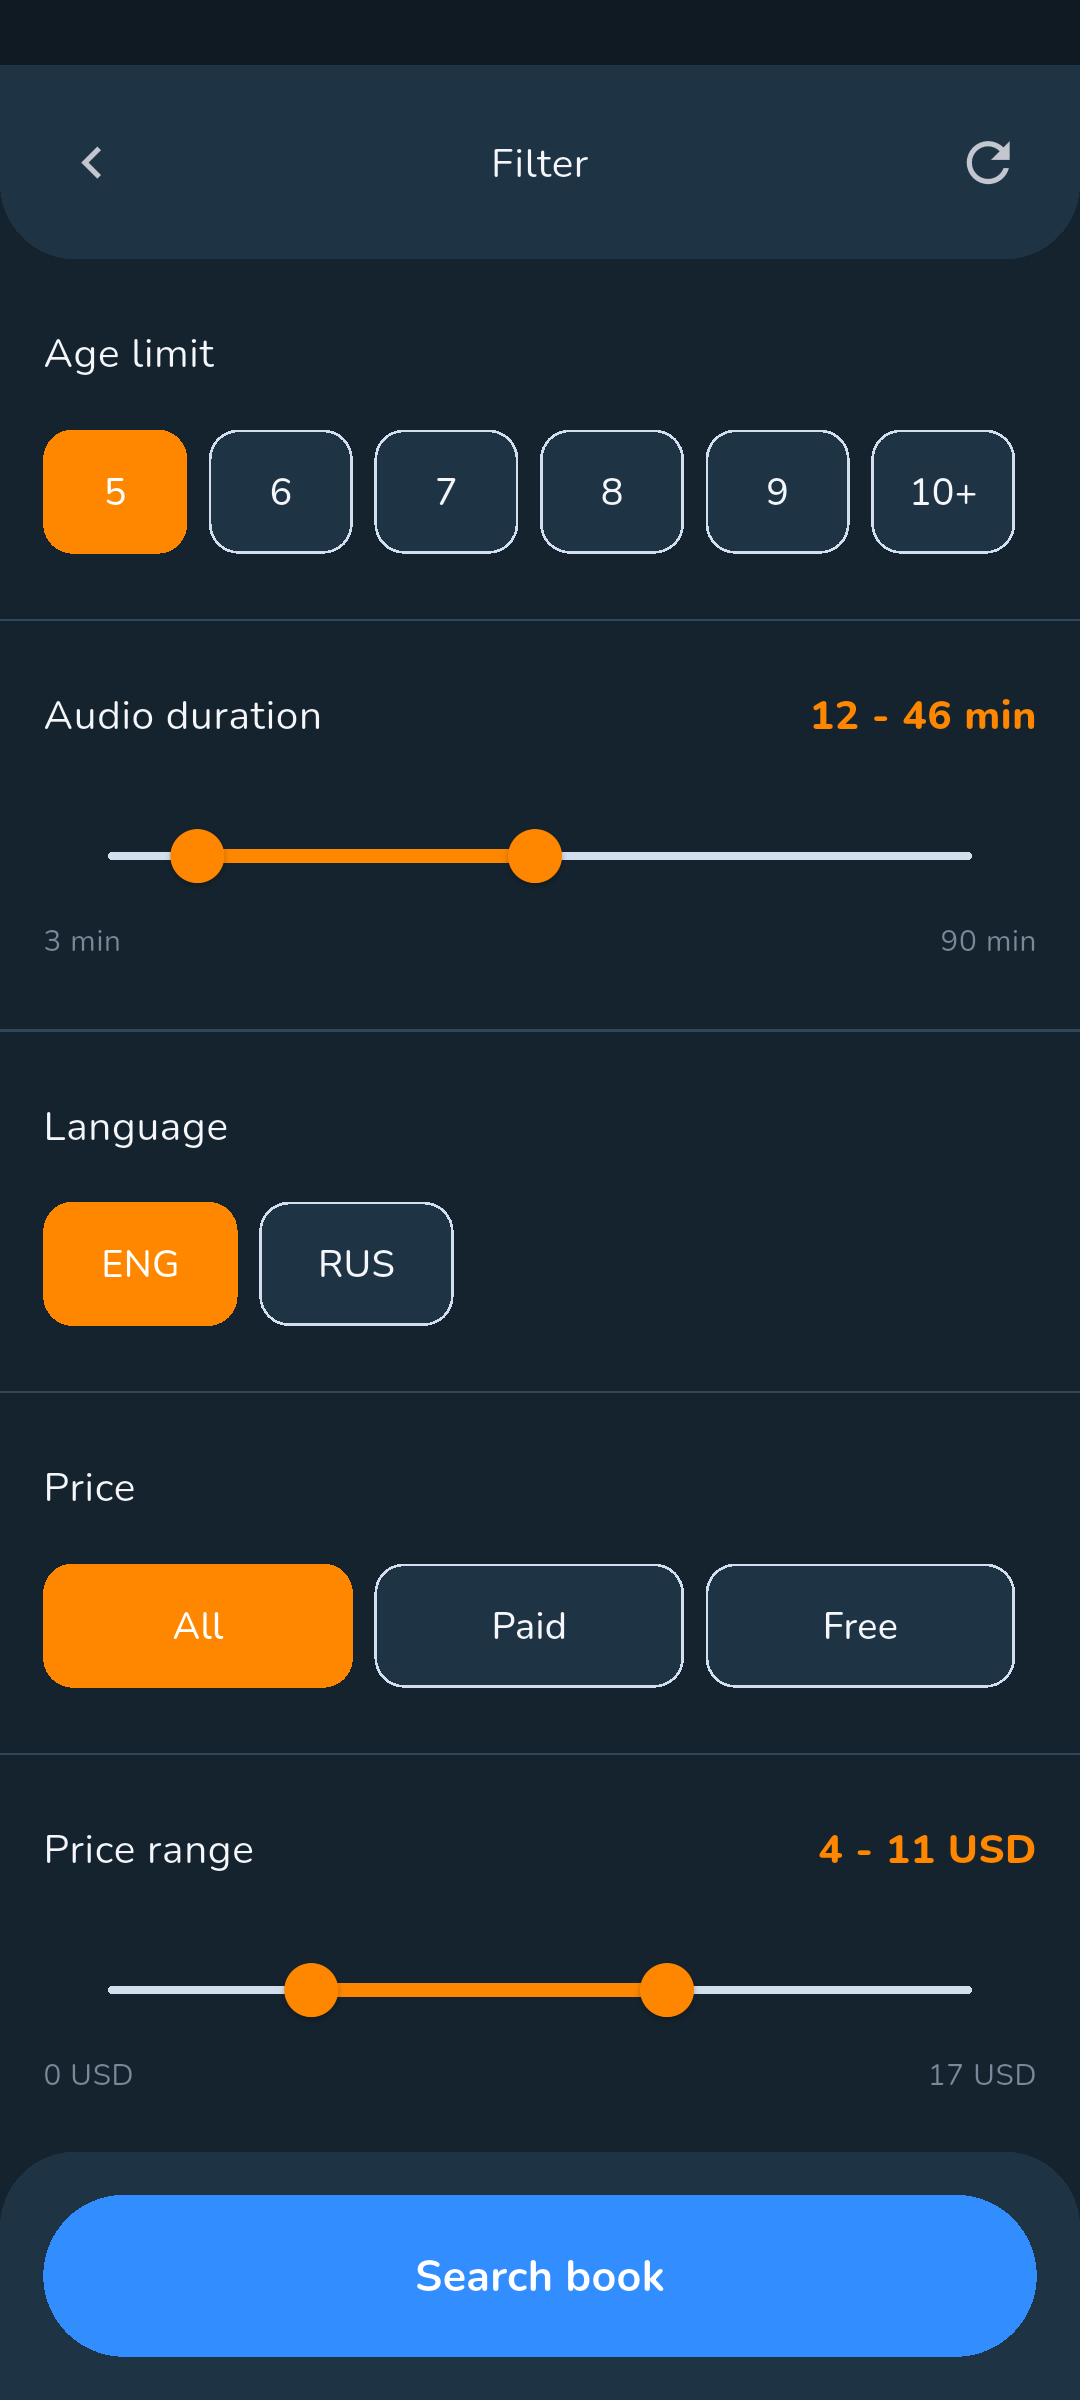 Filter
Age limit
5 6 7 8 9 10+
Audio duration 12 - 46 min
3 min 90 min
Language
ENG RUS
Price
All Paid Free
Price range 4 - 11 USD
0 USD 17 USD
Search book